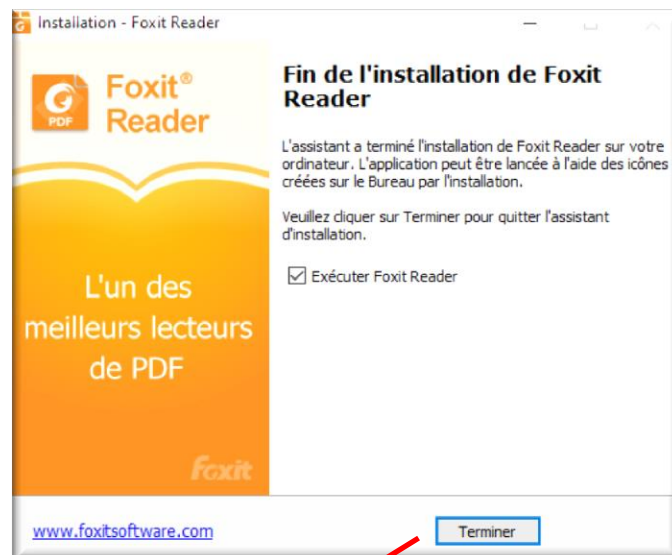 Installation - Foxit Reader
Foxit®
Reader
PDF
L'un des
meilleurs lecteurs
de PDF
Foxit
Fin de l'installation de Foxit
Reader
L'assistant a terminé l'installation de Foxit Reader sur votre
ordinateur. L'application peut être lancée à l'aide des icônes
créées sur le Bureau par l'installation.
Veuillez cliquer sur Terminer pour quitter l'assistant
d'installation.
Exécuter Foxit Reader
www.foxitsoftware.com
Terminer